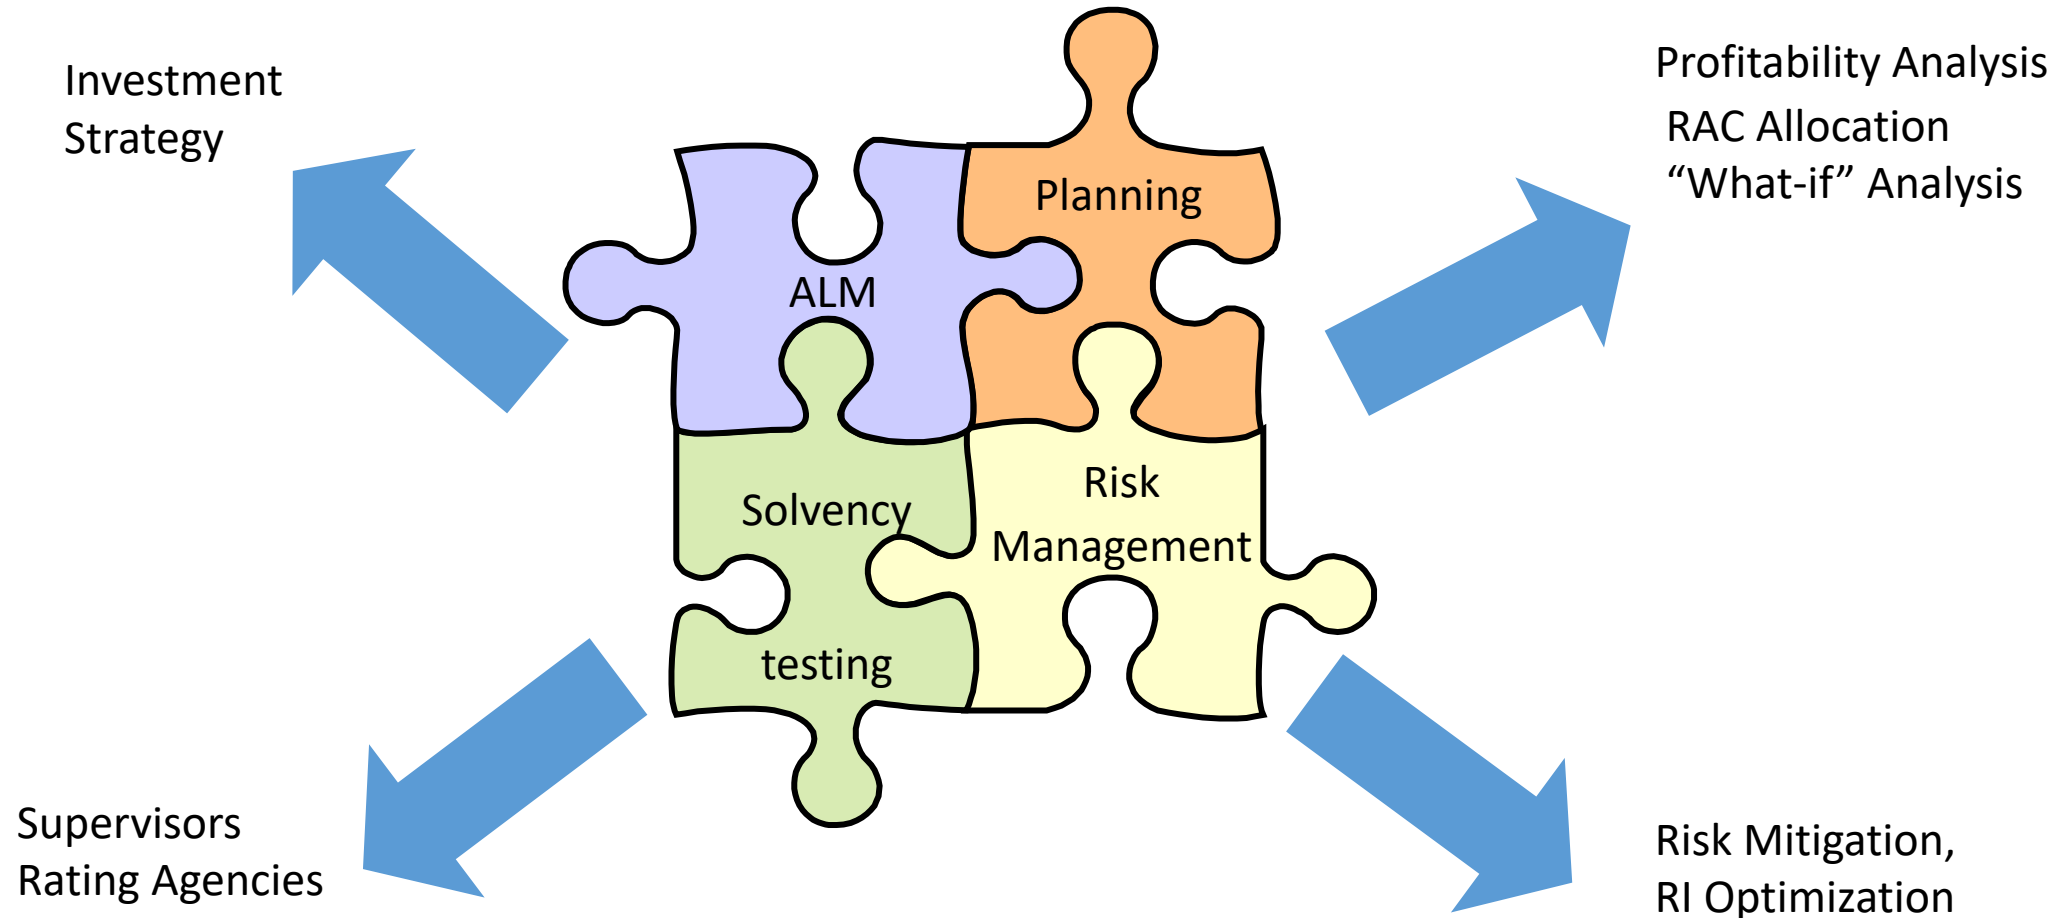 Investment
Strategy
Profitability Analysis
RAC Allocation
“What-if” Analysis
Planning
ALM
Solvency
testing
Risk
Management
Supervisors
Rating Agencies
Risk Mitigation,
RI Optimization